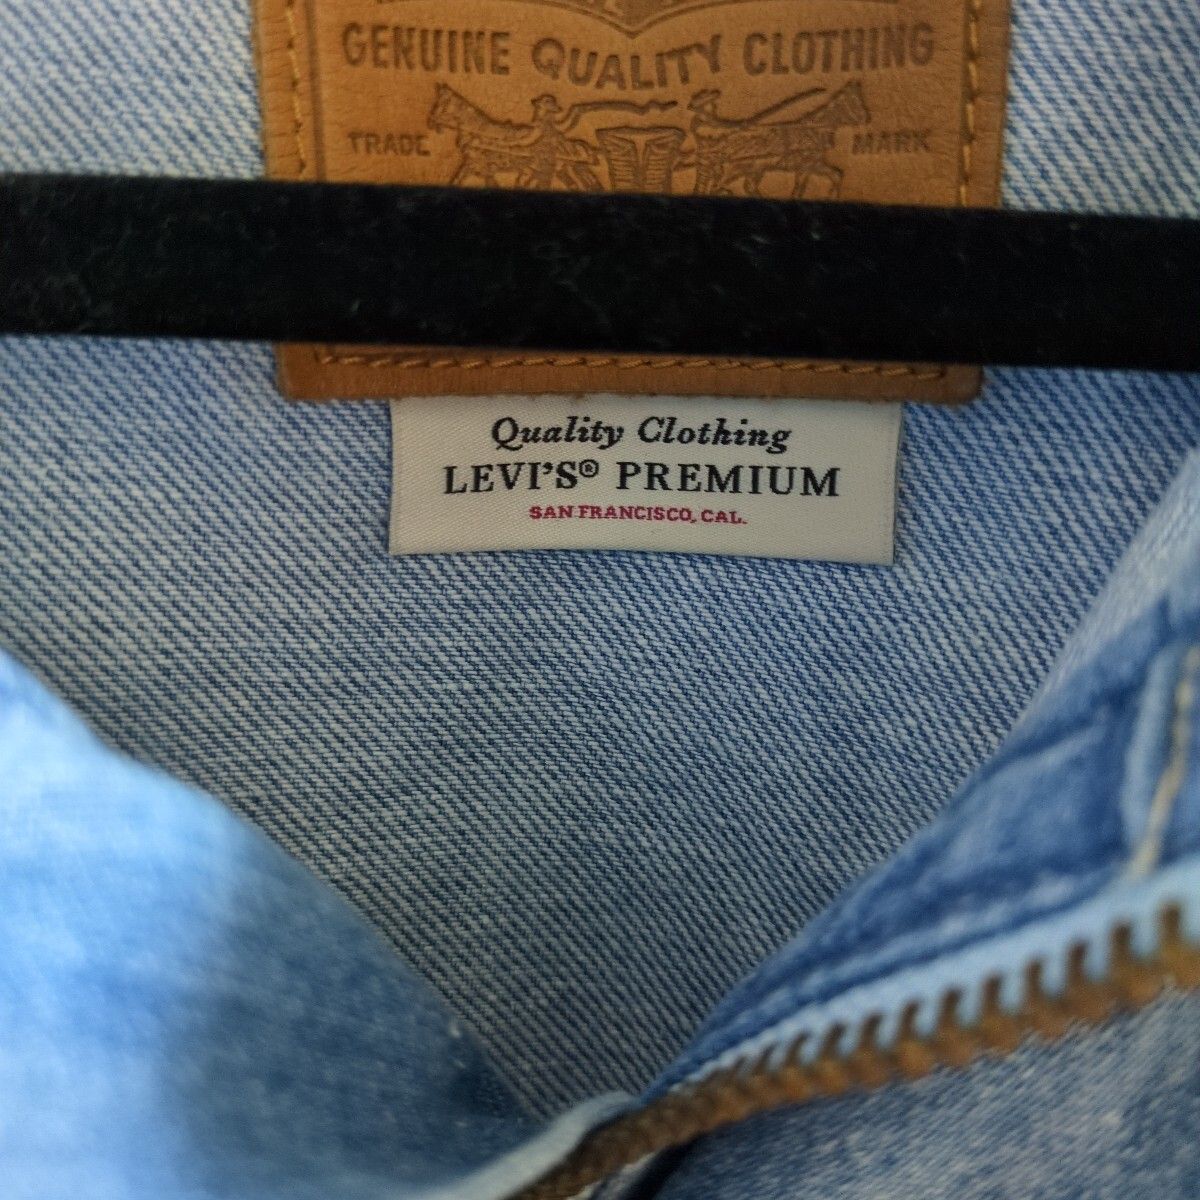 GENUINE QUALITY CLOTHING
TRADE MARK
Quality Clothing
LEVI'S® PREMIUM
SAN FRANCISCO, CAL.